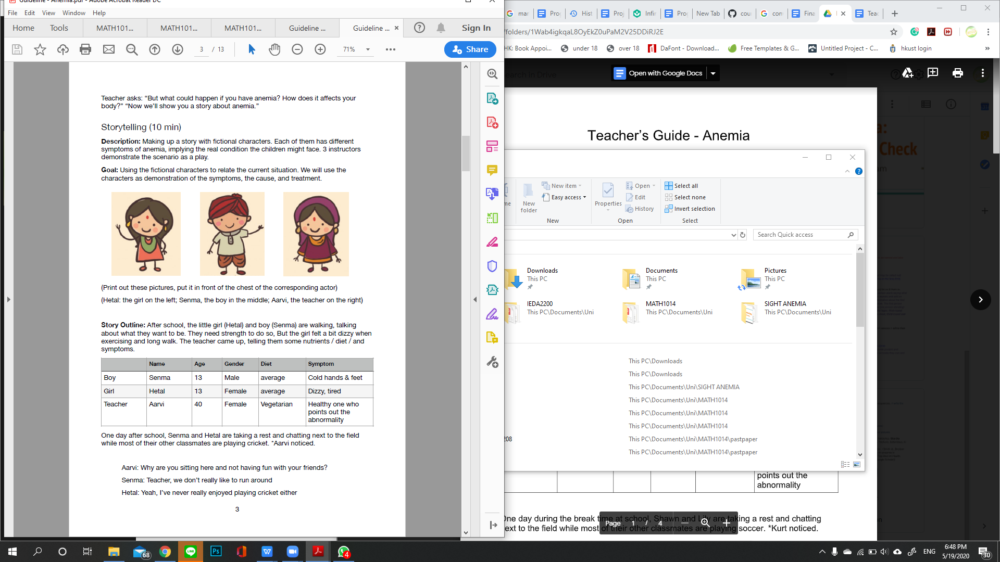 Guideline - Anemia.pdf - Adobe Acrobat Reader DC
File Edit View Window Help
Home Tools MATH101... MATH101... MATH101... Guideline ... Guideline ... Sign In
3 / 13 71% Share
Teacher asks: “But what could happen if you have anemia? How does it affects your
body?” “Now we’ll show you a story about anemia.”
Storytelling (10 min)
Description: Making up a story with fictional characters. Each of them has different
symptoms of anemia, implying the real condition the children might face. 3 instructors
demonstrate the scenario as a play.
Goal: Using the fictional characters to relate the current situation. We will use the
characters as demonstration of the symptoms, the cause, and treatment.
(Print out these pictures, put it in front of the chest of the corresponding actor)
(Hetal: the girl on the left; Senma, the boy in the middle; Aarvi, the teacher on the right)
Story Outline: After school, the little girl (Hetal) and boy (Senma) are walking, talking
about what they want to be. They need strength to do so, But the girl felt a bit dizzy when
exercising and long walk. The teacher came up, telling them some nutrients / diet / and
symptoms.
Name Age Gender Diet Symptom
Boy Senma 13 Male average Cold hands & feet
Girl Hetal 13 Female average Dizzy, tired
Teacher Aarvi 40 Female Vegetarian Healthy one who
points out the
abnormality
One day after school, Senma and Hetal are taking a rest and chatting next to the field
while most of their other classmates are playing cricket. *Aarvi noticed.
Aarvi: Why are you sitting here and not having fun with your friends?
Senma: Teacher, we don’t really like to run around
Hetal: Yeah, I’ve never really enjoyed playing cricket either
3
mar Prog Hist Proj Infir Prog New Tab cou con Fina Teac
/folders/1Wab4igkqaL8OyEkZ0uPaM2V25DDiRJ2E
HK: Book Appoi... under 18 over 18 DaFont - Download... Free Templates & G... Untitled Project - C... hkust login »
earch in Drive
Open with Google Docs
Teacher’s Guide - Anemia
a:
Check
New item
Easy access
New
folder
New
Properties
Open
Edit
History
Open
Select all
Select none
Invert selection
Select
Search Quick access
Downloads
This PC
Documents
This PC
Pictures
This PC
IEDA2200
This PC\Documents\Uni
MATH1014
This PC\Documents\Uni
SIGHT ANEMIA
This PC\Documents\Uni
This PC\Downloads
This PC\Downloads
This PC\Documents\Uni\SIGHT ANEMIA
This PC\Documents\Uni\MATH1014
This PC\Documents\Uni\MATH1014
This PC\Documents\Uni\MATH1014
208 This PC\Documents\Uni\MATH1014\pastpaper
This PC\Documents\Uni\MATH1014\pastpaper
points out the
abnormality
One day during the break time at school, Shawn and Lily are taking a rest and chatting
ext to the field while most of their other classmates are playing soccer. *Kurt noticed.
Page 1 / 4
68 LINE Ps W 4 ENG
6:48 PM
5/19/2020
30